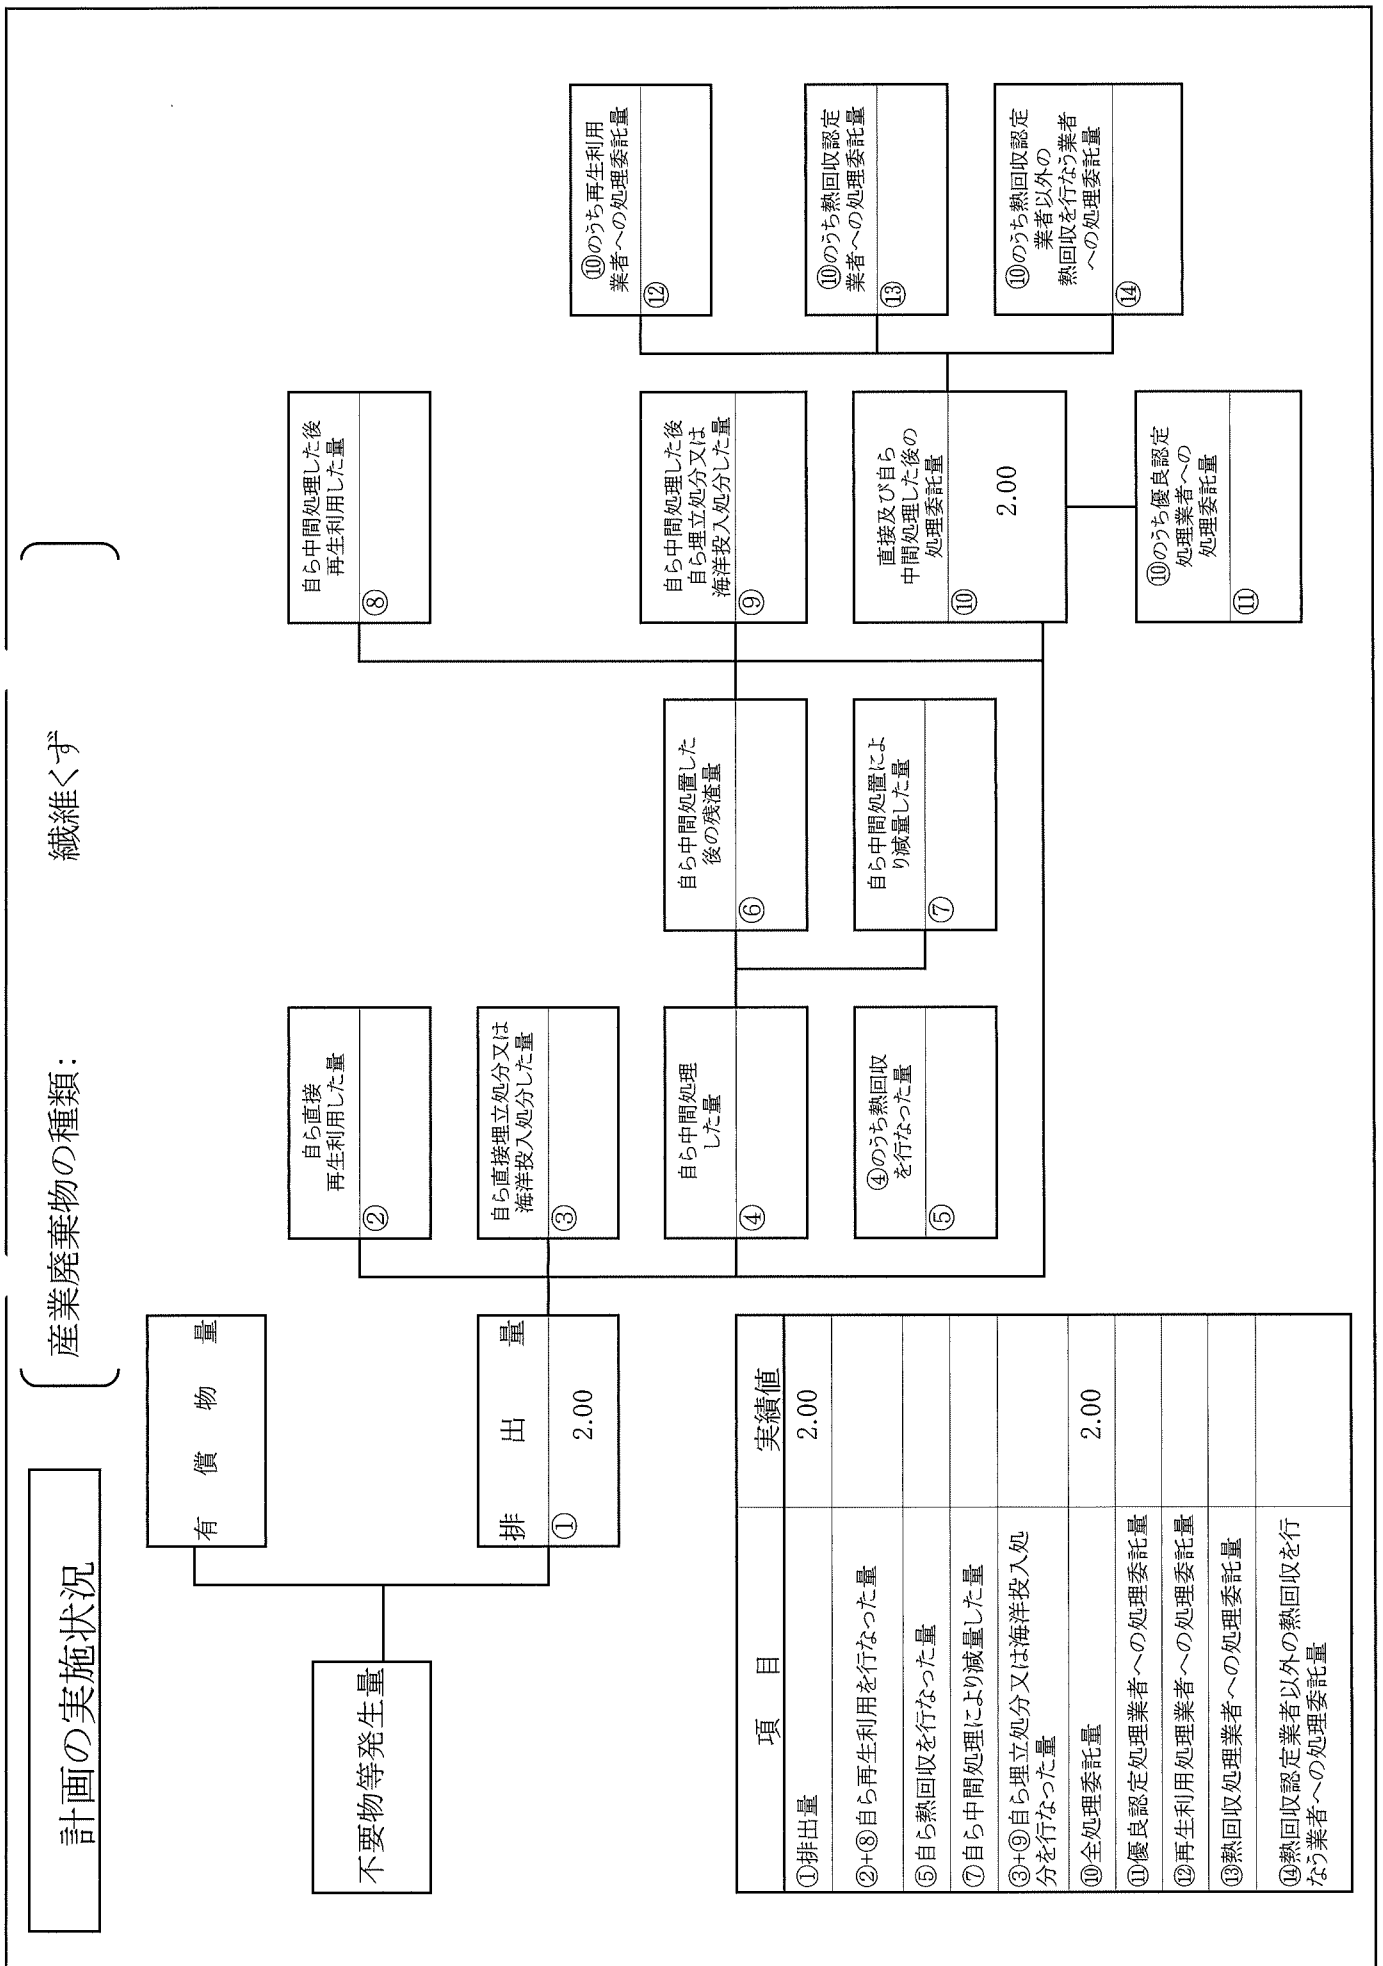 計画の実施状況
産業廃棄物の種類：
繊維くず
不要物等発生量
有償物量
排出量
①
2.00
自ら直接
再生利用した量
②
自ら直接埋立処分又は
海洋投入処分した量
③
自ら中間処理
した量
④
④のうち熱回収
を行なった量
⑤
自ら中間処置した
後の残渣量
⑥
自ら中間処置によ
り減量した量
⑦
自ら中間処理した後
再生利用した量
⑧
自ら中間処理した後
自ら埋立処分又は
海洋投入処分した量
⑨
直接及び自ら
中間処理した後の
処理委託量
⑩
2.00
⑩のうち優良認定
処理業者への
処理委託量
⑪
⑩のうち再生利用
業者への処理委託量
⑫
⑩のうち熱回収認定
業者への処理委託量
⑬
⑩のうち熱回収認定
業者以外の
熱回収を行なう業者
への処理委託量
⑭
項目 実績値
①排出量 2.00
②+⑧自ら再生利用を行なった量
⑤自ら熱回収を行なった量
⑦自ら中間処理により減量した量
③+⑨自ら埋立処分又は海洋投入処
分を行なった量
⑩全処理委託量 2.00
⑪優良認定処理業者への処理委託量
⑫再生利用処理業者への処理委託量
⑬熱回収処理業者への処理委託量
⑭熱回収認定業者以外の熱回収を行
なう業者への処理委託量